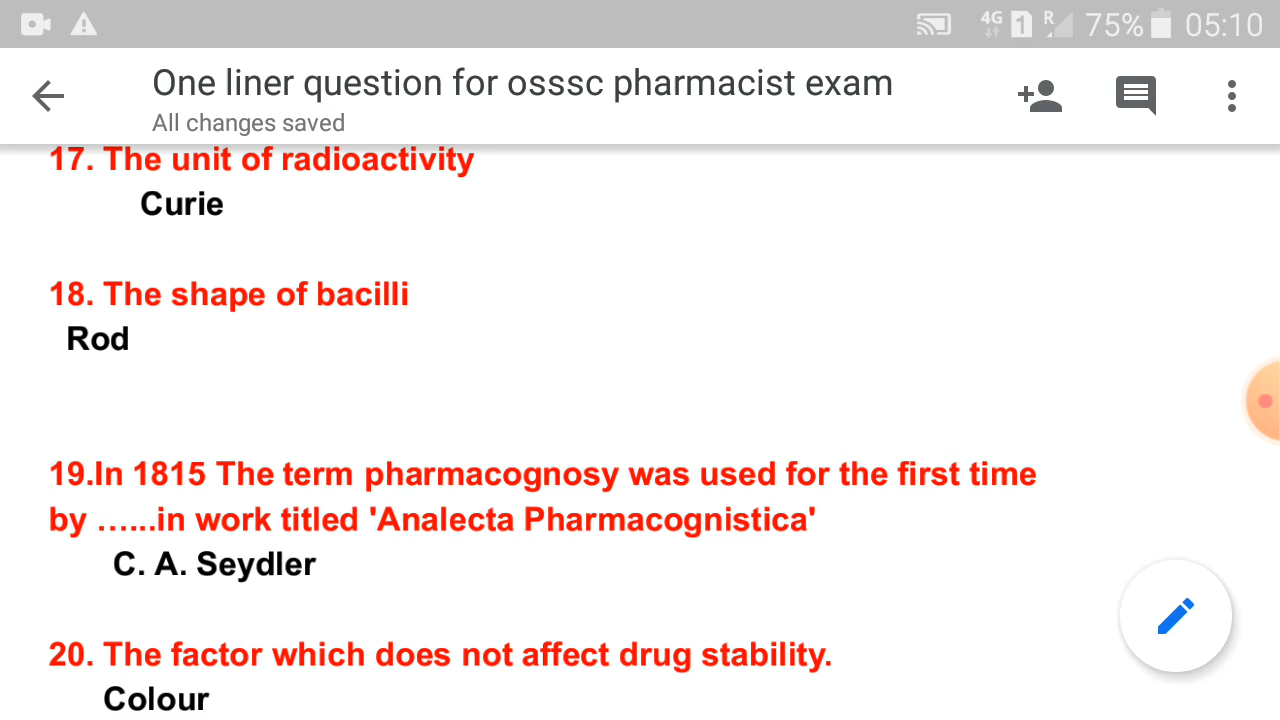 4G 1 R 75% 05:10
One liner question for osssc pharmacist exam
All changes saved
17. The unit of radioactivity
Curie
18. The shape of bacilli
Rod
19.In 1815 The term pharmacognosy was used for the first time
by …...in work titled 'Analecta Pharmacognistica'
C. A. Seydler
20. The factor which does not affect drug stability.
Colour